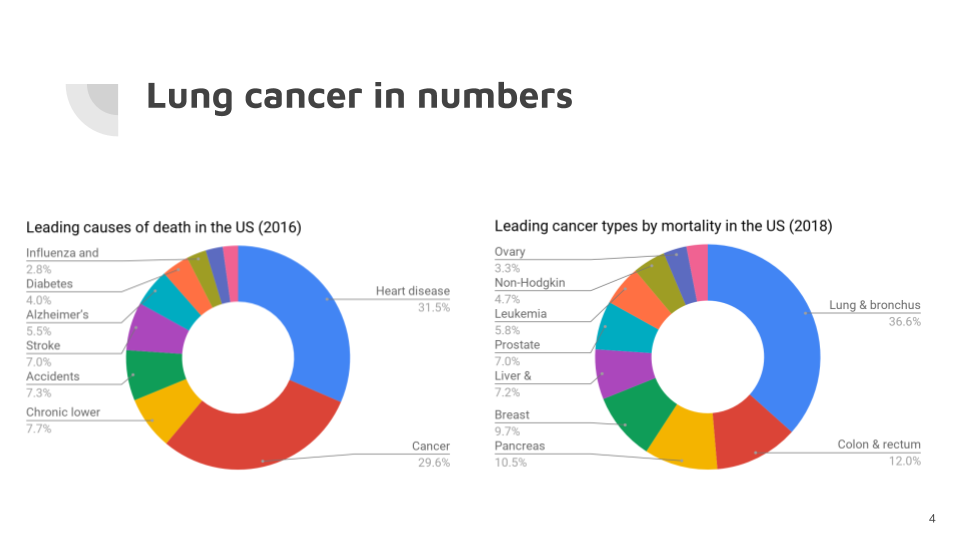 Lung cancer in numbers
Leading causes of death in the US (2016)
Influenza and
2.8%
Diabetes
4.0%
Alzheimer's
5.5%
Stroke
7.0%
Accidents
7.3%
Chronic lower
7.7%
Heart disease
31.5%
Cancer
29.6%
Leading cancer types by mortality in the US (2018)
Ovary
3.3%
Non-Hodgkin
4.7%
Leukemia
5.8%
Prostate
7.0%
Liver &
7.2%
Breast
9.7%
Pancreas
10.5%
Lung & bronchus
36.6%
Colon & rectum
12.0%
4